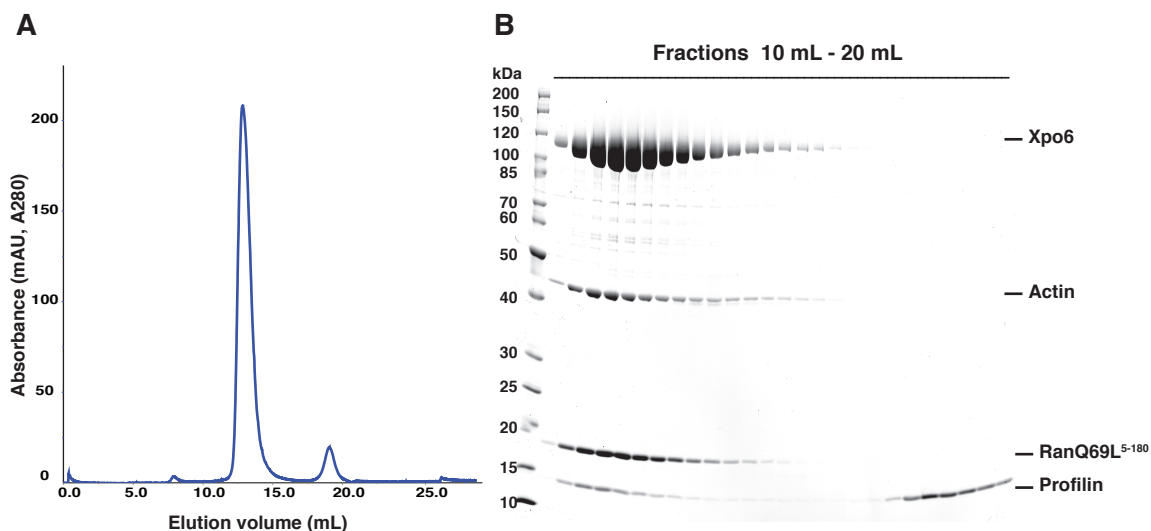 A
Absorbance (mAU, A280)
200
150
100
50
0
0.0 5.0 10.0 15.0 20.0 25.0
Elution volume (mL)
B
Fractions 10 mL - 20 mL
kDa
200
150
120
100
85
70
60
50
40
30
25
20
15
10
Xpo6
Actin
RanQ69L5-180
Profilin